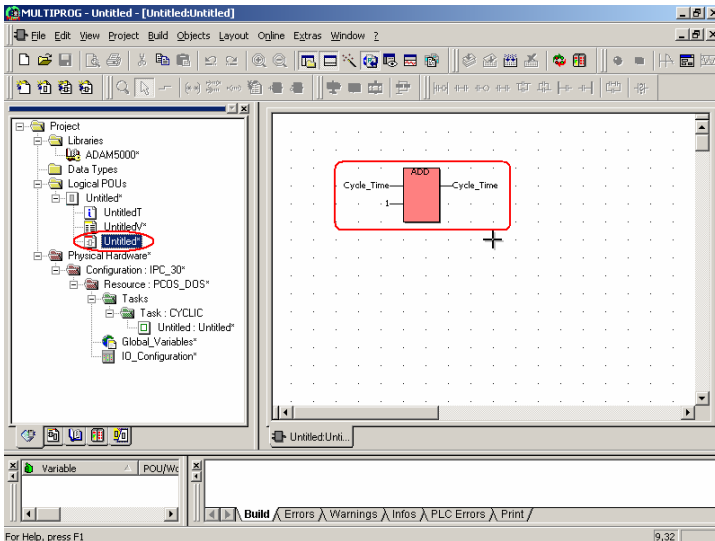 MULTIPROG - Untitled - [Untitled:Untitled]
File Edit View Project Build Objects Layout Online Extras Window ?
Project
Libraries
ADAM5000*
Data Types
Logical POUs
Untitled*
UntitledT
UntitledV*
Untitled*
Physical Hardware*
Configuration : IPC_30*
Resource : PCOS_DOS*
Tasks
Task : CYCLIC
Untitled : Untitled*
Global_Variables*
IO_Configuration*
ADD
Cycle_Time Cycle_Time
1
Untitled:Unti...
Variable POU/Wo
Build Errors Warnings Infos PLC Errors Print
For Help, press F1 9,32